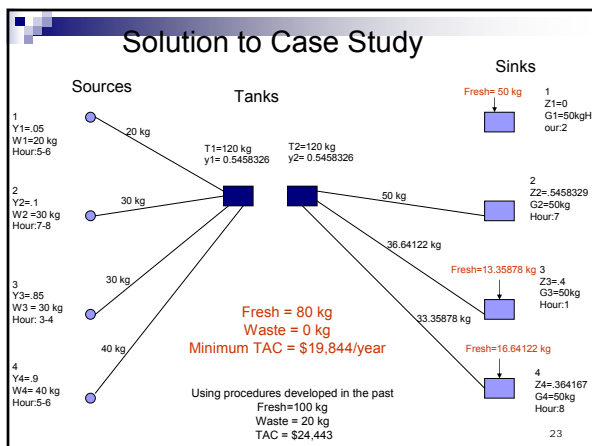 Solution to Case Study
Sources
Tanks
Sinks
1
Y1=.05
W1=20 kg
Hour:5-6
20 kg
2
Y2=.1
W2 =30 kg
Hour:7-8
30 kg
3
Y3=.85
W3 = 30 kg
Hour: 3-4
30 kg
4
Y4=.9
W4= 40 kg
Hour:5-6
40 kg
T1=120 kg
y1= 0.5458326
T2=120 kg
y2= 0.5458326
Fresh= 50 kg
1
Z1=0
G1=50kgH
our:2
50 kg
2
Z2=.5458329
G2=50kg
Hour:7
36.64122 kg
Fresh=13.35878 kg
3
Z3=.4
G3=50kg
Hour:1
33.35878 kg
Fresh=16.64122 kg
4
Z4=.364167
G4=50kg
Hour:8
Fresh = 80 kg
Waste = 0 kg
Minimum TAC = $19,844/year
Using procedures developed in the past
Fresh=100 kg
Waste = 20 kg
TAC = $24,443
23